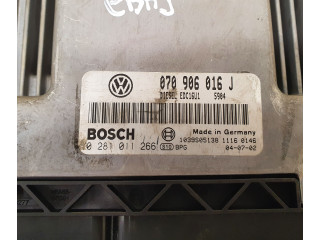 070 906 016 J
DIESEL EDC16U1 5904
BOSCH
Made in Germany
0 281 011 266 BPG
1039S05138 1116 0146
04-07-02